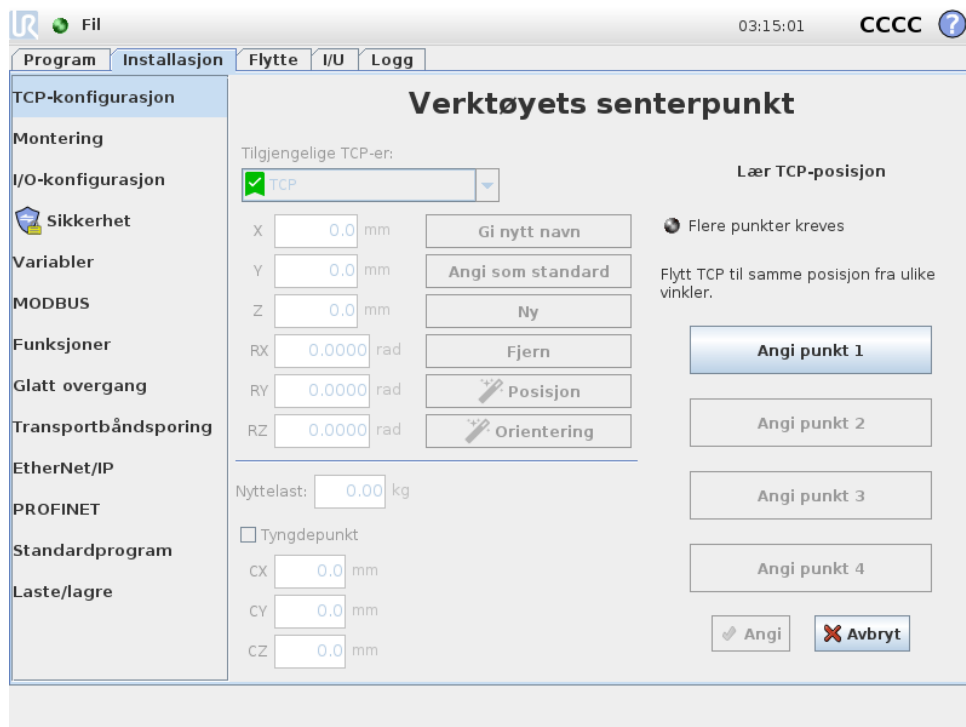 UR Fil 03:15:01 CCCC ?
Program Installasjon Flytte I/U Logg
TCP-konfigurasjon
Montering
I/O-konfigurasjon
Sikkerhet
Variabler
MODBUS
Funksjoner
Glatt overgang
Transportbåndsporing
EtherNet/IP
PROFINET
Standardprogram
Laste/lagre
Verktøyets senterpunkt
Tilgjengelige TCP-er:
TCP
X 0.0 mm Gi nytt navn
Y 0.0 mm Angi som standard
Z 0.0 mm Ny
RX 0.0000 rad Fjern
RY 0.0000 rad Posisjon
RZ 0.0000 rad Orientering
Nyttelast: 0.00 kg
Tyngdepunkt
CX 0.0 mm
CY 0.0 mm
CZ 0.0 mm
Lær TCP-posisjon
Flere punkter kreves
Flytt TCP til samme posisjon fra ulike
vinkler.
Angi punkt 1
Angi punkt 2
Angi punkt 3
Angi punkt 4
Angi Avbryt